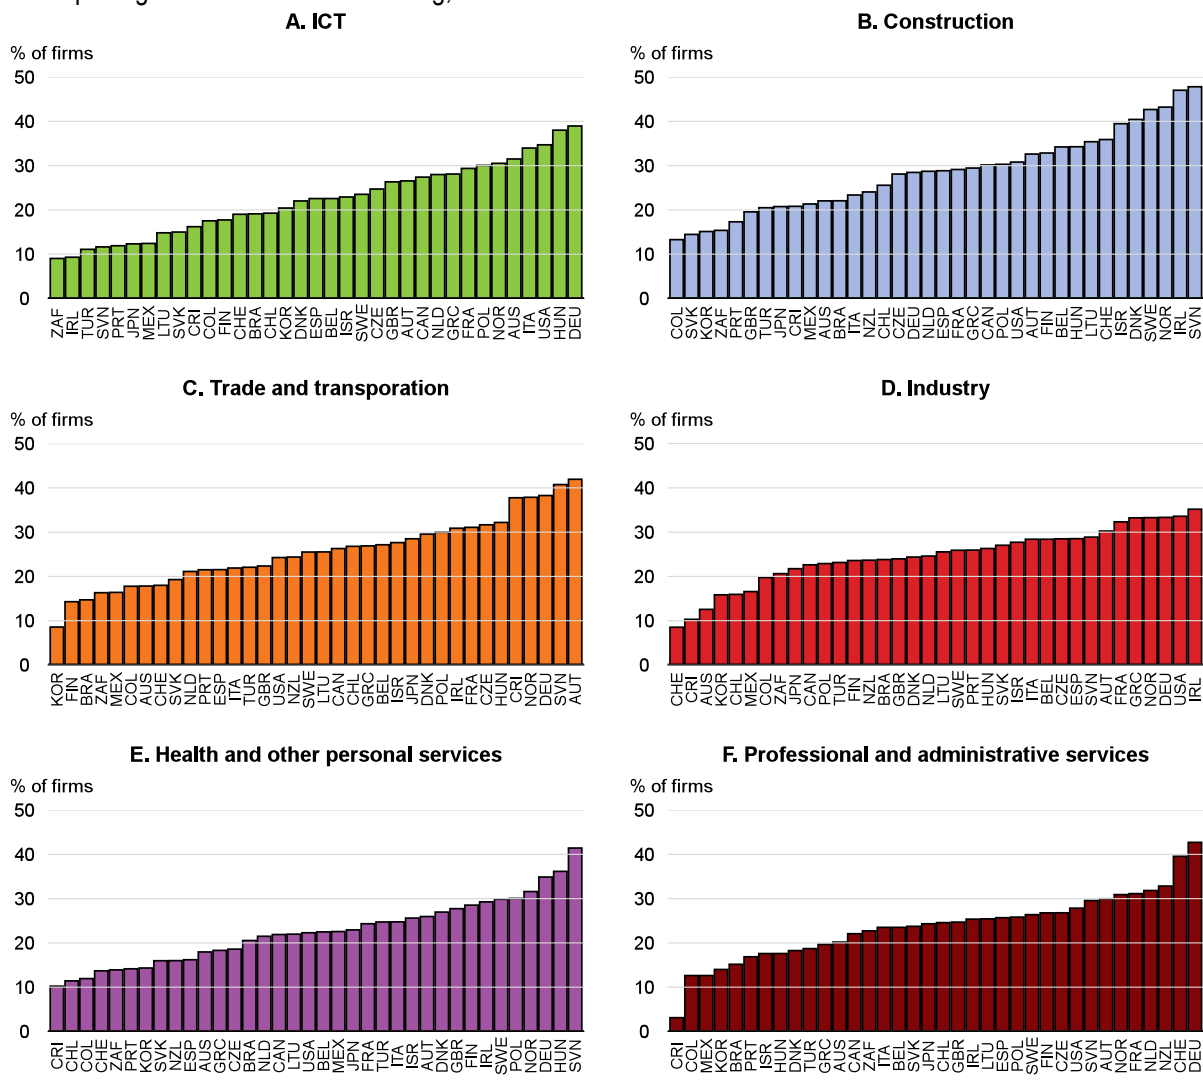 A. ICT
% of firms
50
40
30
20
10
0
ZAF IRL TUR SVN PRT JPN MEX LTU SVK CRI COL FIN CHE BRA CHL KOR DNK ESP BEL ISR SWE CZE GBR AUT CAN NLD GRC FRA POL NOR AUS ITA USA HUN DEU
B. Construction
% of firms
50
40
30
20
10
0
COL SVK KOR ZAF PRT GBR TUR JPN CRI MEX AUS BRA ITA NZL CHL CZE DEU NLD ESP FRA GRC CAN POL USA AUT FIN BEL HUN LTU CHE ISR DNK SWE NOR IRL SVN
C. Trade and transporation
% of firms
50
40
30
20
10
0
KOR FIN BRA ZAF MEX COL AUS CHE SVK NLD PRT ESP ITA TUR GBR USA NZL SWE LTU CAN CHL GRC BEL ISR JPN DNK POL IRL FRA CZE HUN CRI NOR DEU SVN AUT
D. Industry
% of firms
50
40
30
20
10
0
CHE CRI AUS KOR CHL MEX COL ZAF JPN CAN POL TUR FIN NZL BRA GBR DNK NLD LTU SWE PRT HUN SVK ISR ITA BEL CZE ESP SVN AUT FRA GRC NOR DEU USA IRL
E. Health and other personal services
% of firms
50
40
30
20
10
0
CRI CHL COL CHE ZAF PRT KOR SVK NZL ESP AUS GRC CZE BRA NLD CAN LTU USA BEL MEX JPN FRA TUR ITA ISR AUT DNK GBR FIN IRL SWE POL NOR DEU HUN SVN
F. Professional and administrative services
% of firms
50
40
30
20
10
0
CRI COL MEX KOR BRA PRT ISR HUN DNK TUR GRC AUS CAN ZAF ITA BEL SVK JPN CHL GBR IRL LTU ESP POL SWE FIN CZE USA SVN AUT NOR FRA NLD NZL CHE DEU